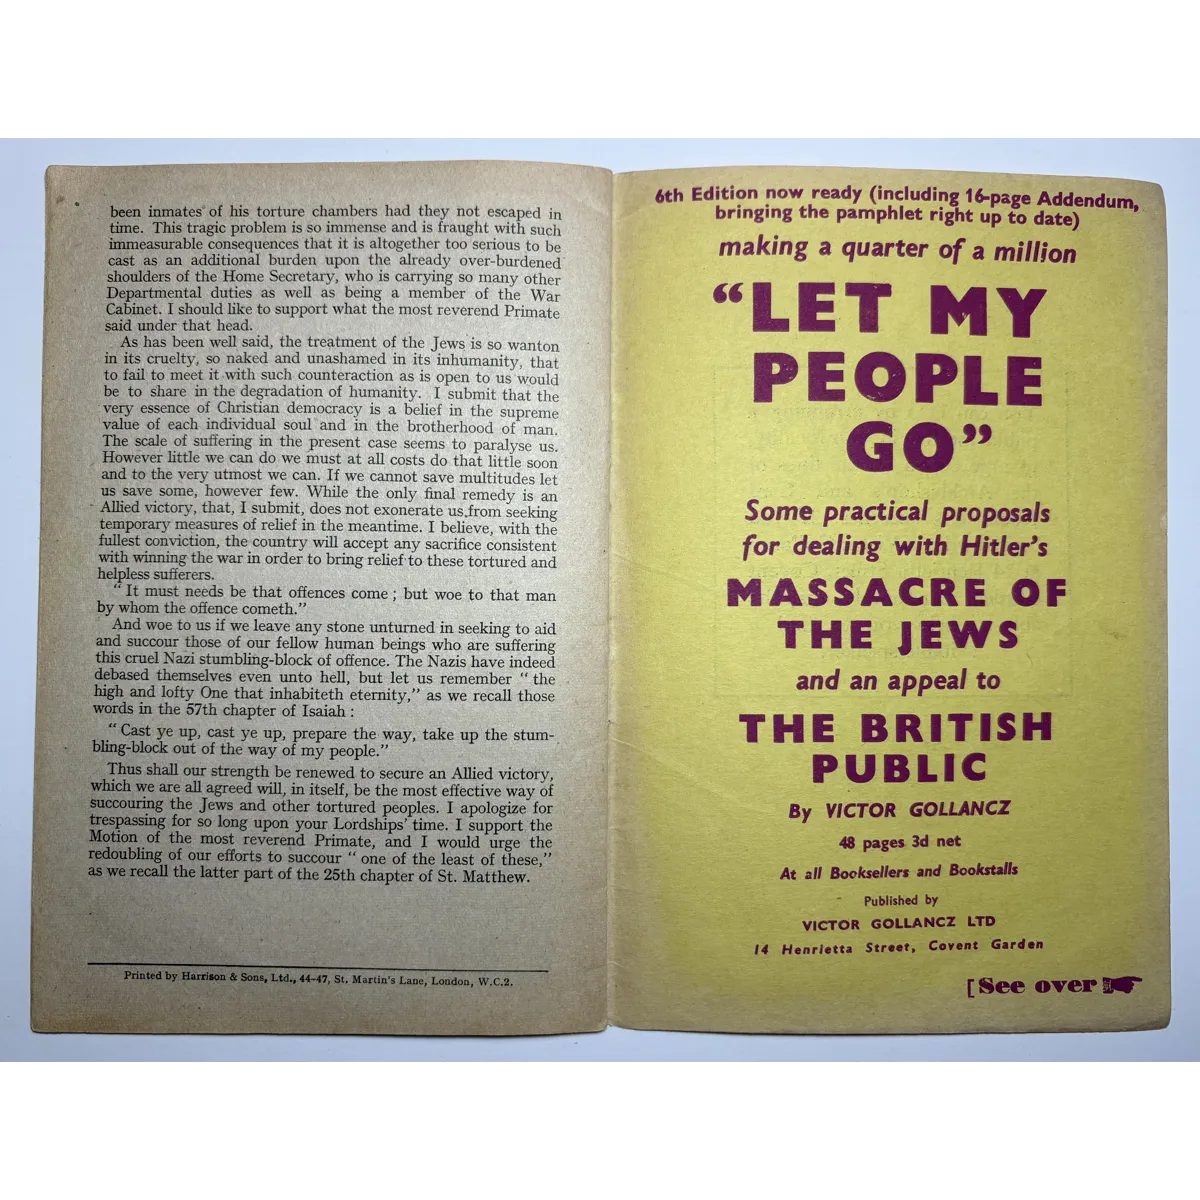 been inmates of his torture chambers had they not escaped in
time. This tragic problem is so immense and is fraught with such
immeasurable consequences that it is altogether too serious to be
cast as an additional burden upon the already over-burdened
shoulders of the Home Secretary, who is carrying so many other
Departmental duties as well as being a member of the War
Cabinet. I should like to support what the most reverend Primate
said under that head.
As has been well said, the treatment of the Jews is so wanton
in its cruelty, so naked and unashamed in its inhumanity, that
to fail to meet it with such counteraction as is open to us would
be to share in the degradation of humanity. I submit that the
very essence of Christian democracy is a belief in the supreme
value of each individual soul and in the brotherhood of man.
The scale of suffering in the present case seems to paralyse us.
However little we can do we must at all costs do that little soon
and to the very utmost we can. If we cannot save multitudes let
us save some, however few. While the only final remedy is an
Allied victory, that, I submit, does not exonerate us from seeking
temporary measures of relief in the meantime. I believe, with the
fullest conviction, the country will accept any sacrifice consistent
with winning the war in order to bring relief to these tortured and
helpless sufferers.
" It must needs be that offences come ; but woe to that man
by whom the offence cometh."
And woe to us if we leave any stone unturned in seeking to aid
and succour those of our fellow human beings who are suffering
this cruel Nazi stumbling-block of offence. The Nazis have indeed
debased themselves even unto hell, but let us remember " the
high and lofty One that inhabiteth eternity," as we recall those
words in the 57th chapter of Isaiah :
" Cast ye up, cast ye up, prepare the way, take up the stum-
bling-block out of the way of my people."
Thus shall our strength be renewed to secure an Allied victory,
which we are all agreed will, in itself, be the most effective way of
succouring the Jews and other tortured peoples. I apologize for
trespassing for so long upon your Lordships' time. I support the
Motion of the most reverend Primate, and I would urge the
redoubling of our efforts to succour " one of the least of these,"
as we recall the latter part of the 25th chapter of St. Matthew.
Printed by Harrison & Sons, Ltd., 44-47, St. Martin's Lane, London, W.C.2.
6th Edition now ready (including 16-page Addendum,
bringing the pamphlet right up to date)
making a quarter of a million
"LET MY
PEOPLE
GO"
Some practical proposals
for dealing with Hitler's
MASSACRE OF
THE JEWS
and an appeal to
THE BRITISH
PUBLIC
By VICTOR GOLLANCZ
48 pages 3d net
At all Booksellers and Bookstalls
Published by
VICTOR GOLLANCZ LTD
14 Henrietta Street, Covent Garden
[See over